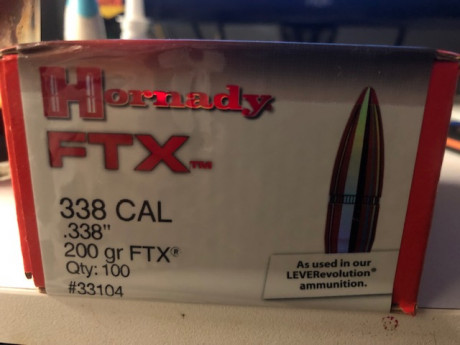 Hornady
FTX™
338 CAL
.338"
200 gr FTX®
Qty: 100
#33104
As used in our
LEVERevolution®
ammunition.